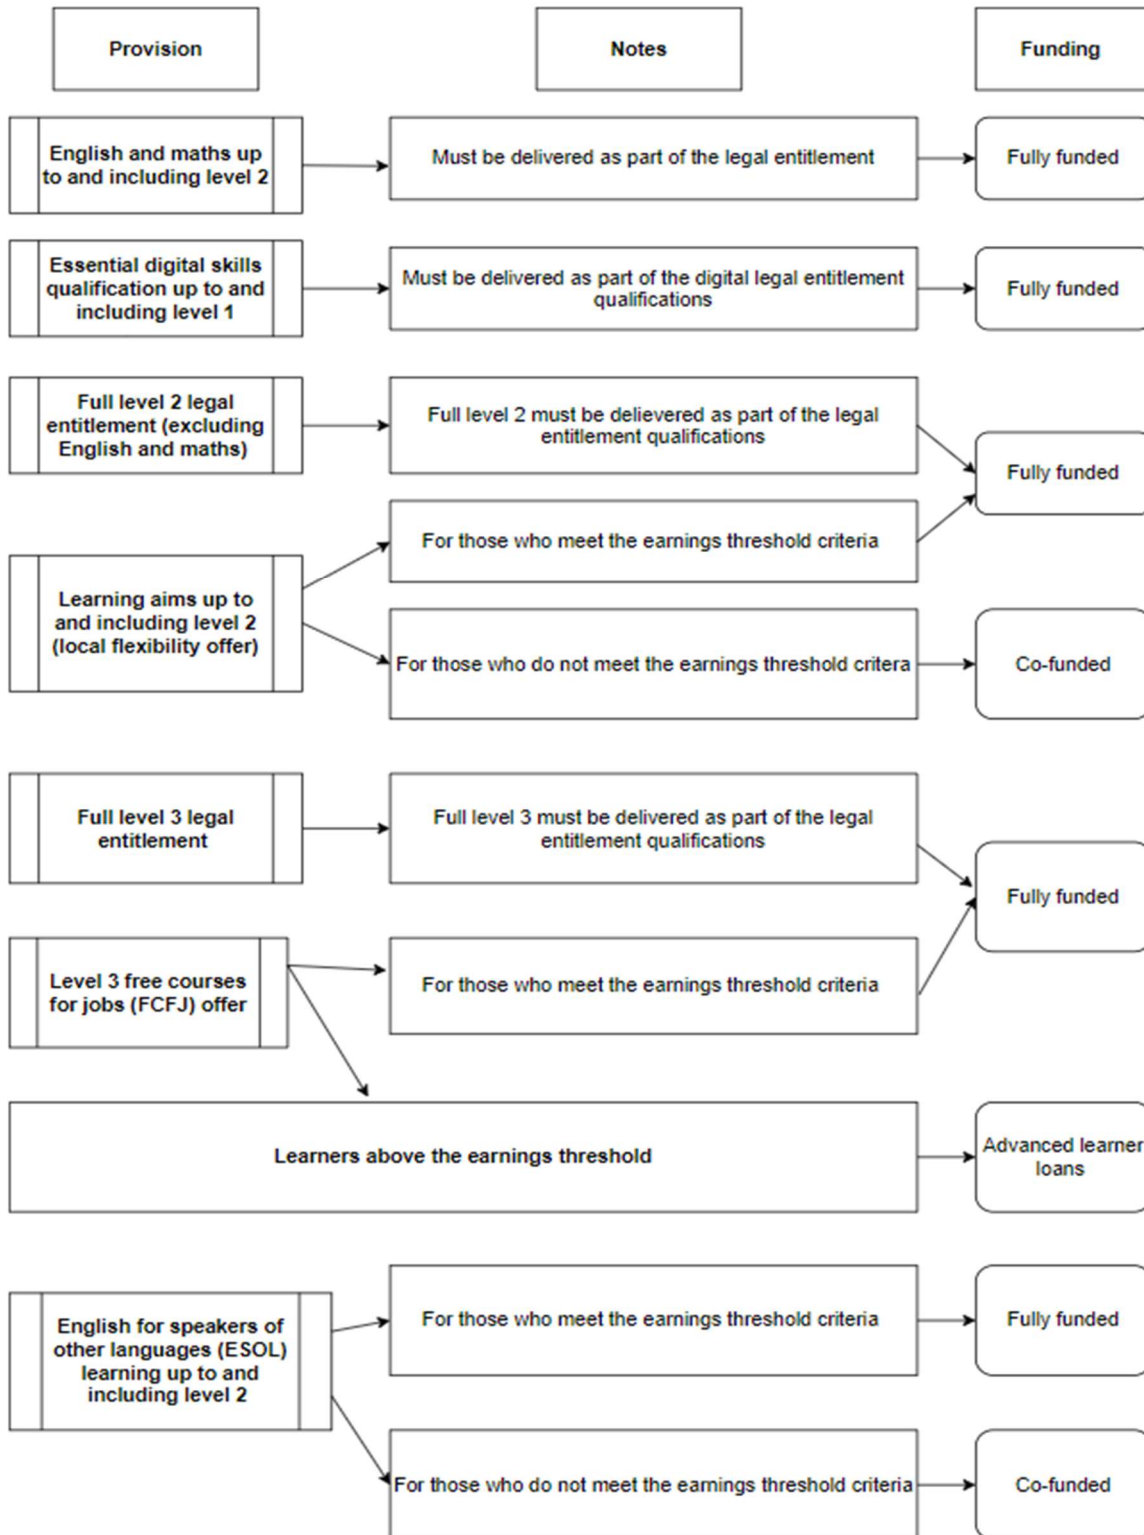 Provision
Notes
Funding
English and maths up
to and including level 2
Must be delivered as part of the legal entitlement
Fully funded
Essential digital skills
qualification up to and
including level 1
Must be delivered as part of the digital legal entitlement
qualifications
Fully funded
Full level 2 legal
entitlement (excluding
English and maths)
Full level 2 must be delievered as part of the legal
entitlement qualifications
Fully funded
For those who meet the earnings threshold criteria
Learning aims up to
and including level 2
(local flexibility offer)
For those who do not meet the earnings threshold critera
Co-funded
Full level 3 legal
entitlement
Full level 3 must be delivered as part of the legal
entitlement qualifications
Fully funded
Level 3 free courses
for jobs (FCFJ) offer
For those who meet the earnings threshold criteria
Learners above the earnings threshold
Advanced learner
loans
English for speakers of
other languages (ESOL)
learning up to and
including level 2
For those who meet the earnings threshold criteria
Fully funded
For those who do not meet the earnings threshold criteria
Co-funded